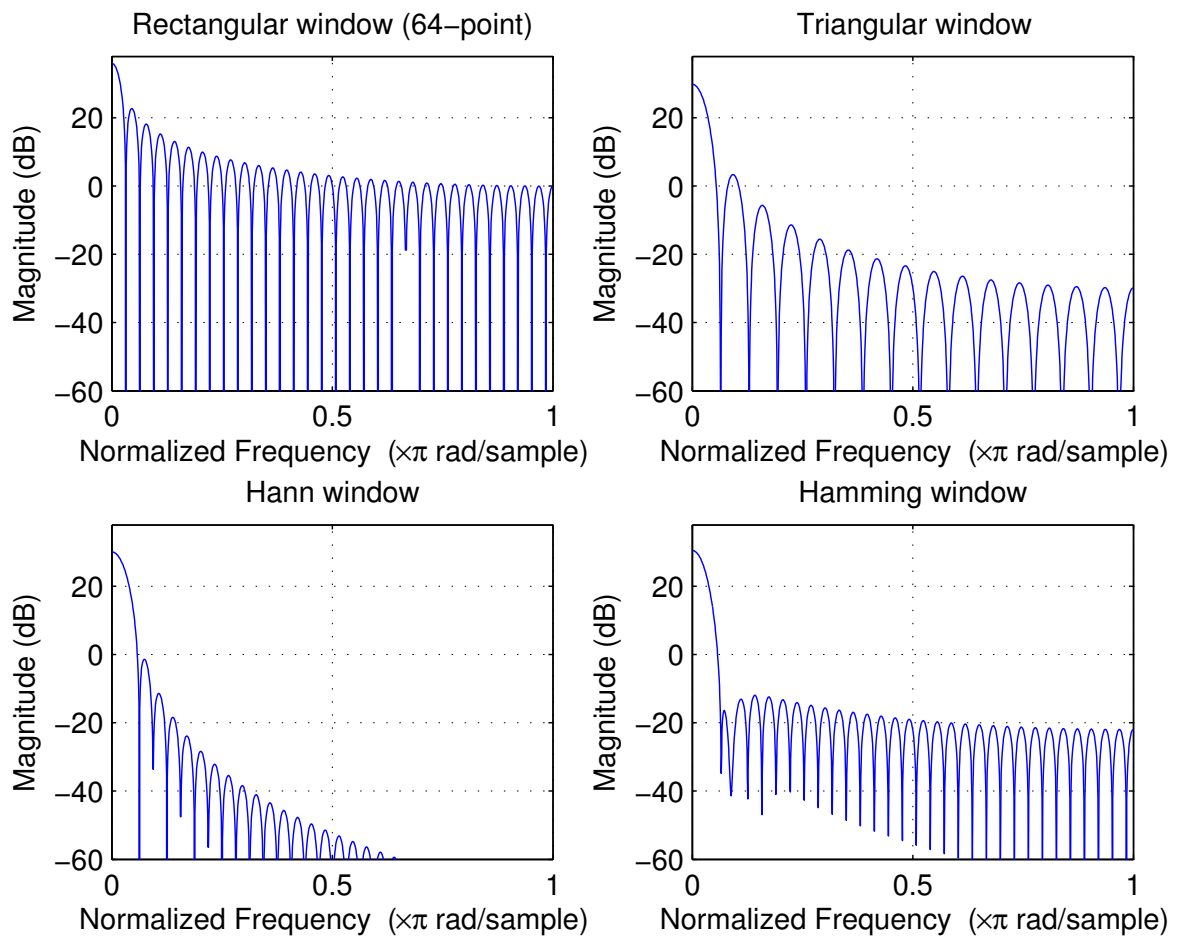 Rectangular window (64−point)
Magnitude (dB)
20
0
−20
−40
−60
0
0.5
1
Normalized Frequency (×π rad/sample)
Triangular window
Magnitude (dB)
20
0
−20
−40
−60
0
0.5
1
Normalized Frequency (×π rad/sample)
Hann window
Magnitude (dB)
20
0
−20
−40
−60
0
0.5
1
Normalized Frequency (×π rad/sample)
Hamming window
Magnitude (dB)
20
0
−20
−40
−60
0
0.5
1
Normalized Frequency (×π rad/sample)